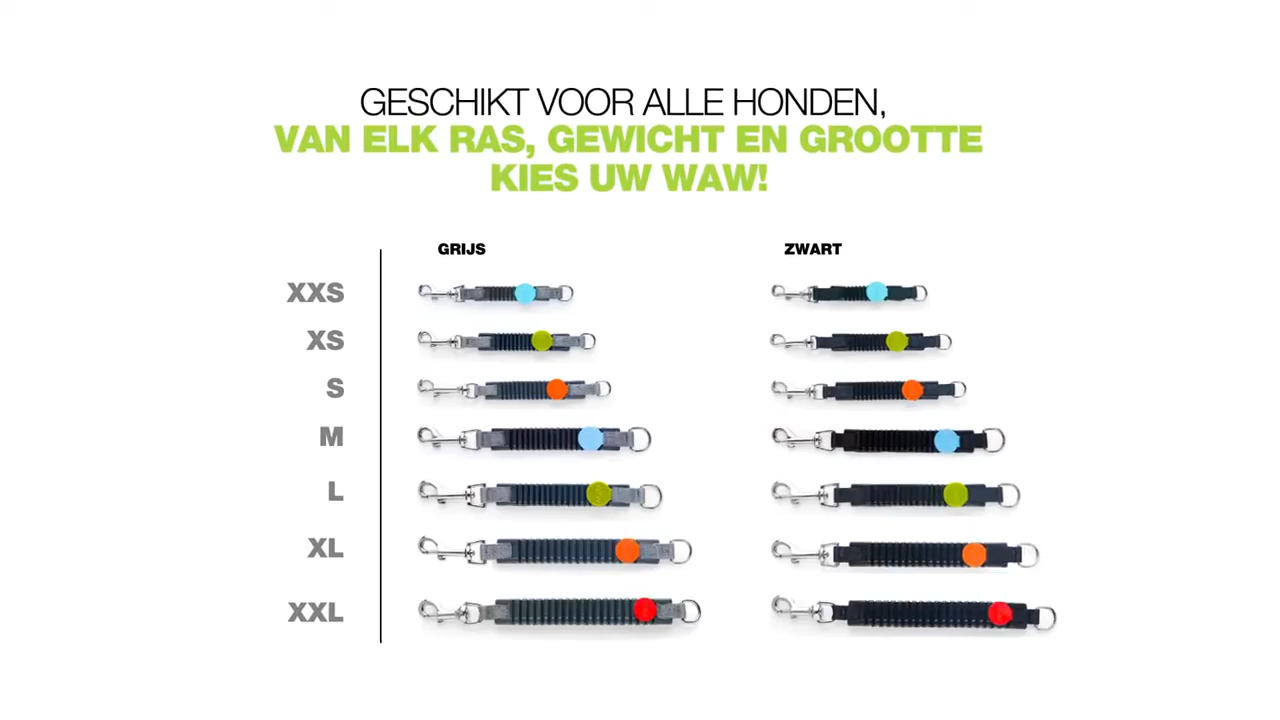 GESCHIKT VOOR ALLE HONDEN,
VAN ELK RAS, GEWICHT EN GROOTTE
KIES UW WAW!
GRIJS ZWART
XXS
XS
S
M
L
XL
XXL